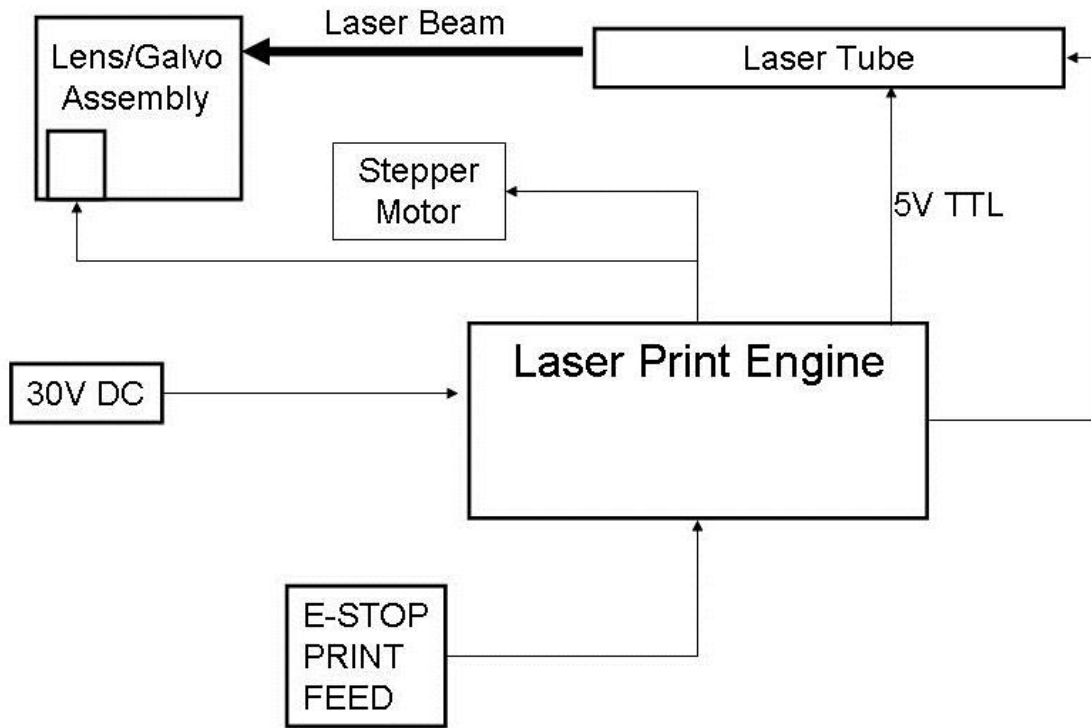 Laser Beam
Lens/Galvo
Assembly
Laser Tube
Stepper
Motor
5V TTL
Laser Print Engine
30V DC
E-STOP
PRINT
FEED